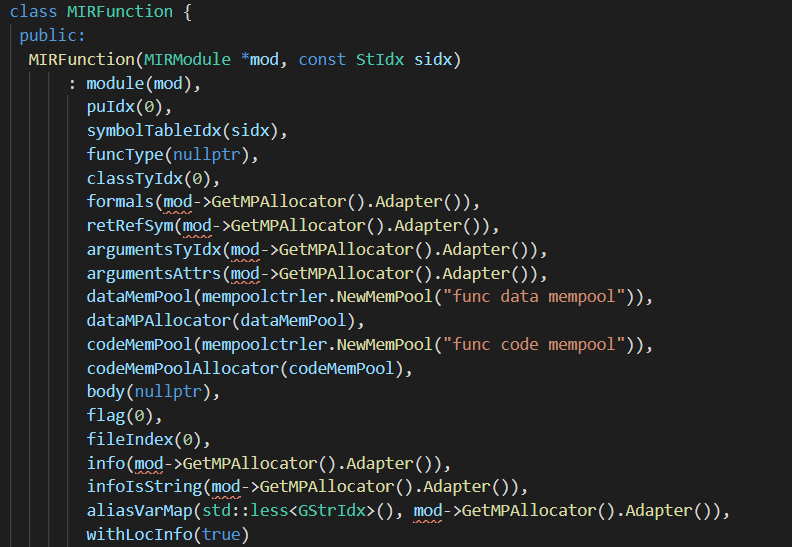 class MIRFunction {
 public:
  MIRFunction(MIRModule *mod, const StIdx sidx)
      : module(mod),
        puIdx(0),
        symbolTableIdx(sidx),
        funcType(nullptr),
        classTyIdx(0),
        formals(mod->GetMPAllocator().Adapter()),
        retRefSym(mod->GetMPAllocator().Adapter()),
        argumentsTyIdx(mod->GetMPAllocator().Adapter()),
        argumentsAttrs(mod->GetMPAllocator().Adapter()),
        dataMemPool(mempoolctrler.NewMemPool("func data mempool")),
        dataMPAllocator(dataMemPool),
        codeMemPool(mempoolctrler.NewMemPool("func code mempool")),
        codeMemPoolAllocator(codeMemPool),
        body(nullptr),
        flag(0),
        fileIndex(0),
        info(mod->GetMPAllocator().Adapter()),
        infoIsString(mod->GetMPAllocator().Adapter()),
        aliasVarMap(std::less<GStrIdx>(), mod->GetMPAllocator().Adapter()),
        withLocInfo(true)